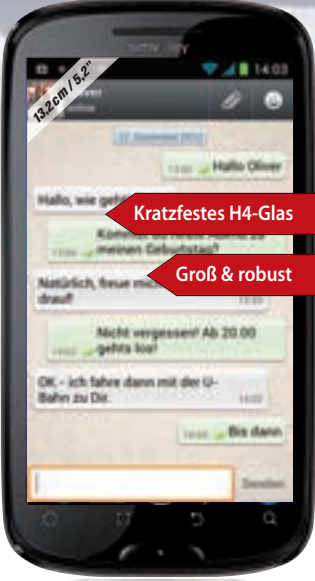 14:03
13,2cm / 5,2"
Hallo Oliver
Hallo, wie
Kratzfestes H4-Glas
meinen Geburtstag?
Groß & robust
Natürlich, freue
drauf!
Nicht vergessen! Ab 20.00
gehts los!
OK - ich fahre dann mit der U-
Bahn zu Dir.
Bis dann
Senden